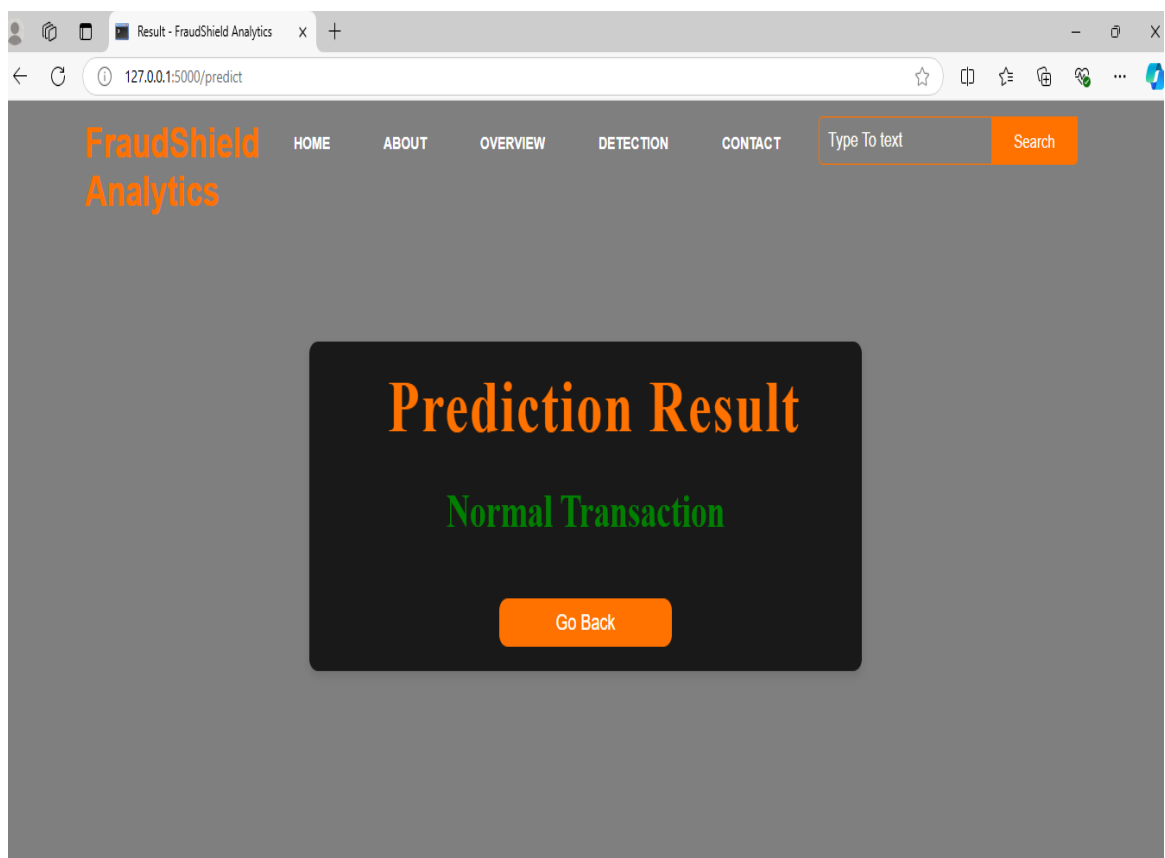 Result - FraudShield Analytics
127.0.0.1:5000/predict
FraudShield
Analytics
HOME ABOUT OVERVIEW DETECTION CONTACT Type To text Search
Prediction Result
Normal Transaction
Go Back